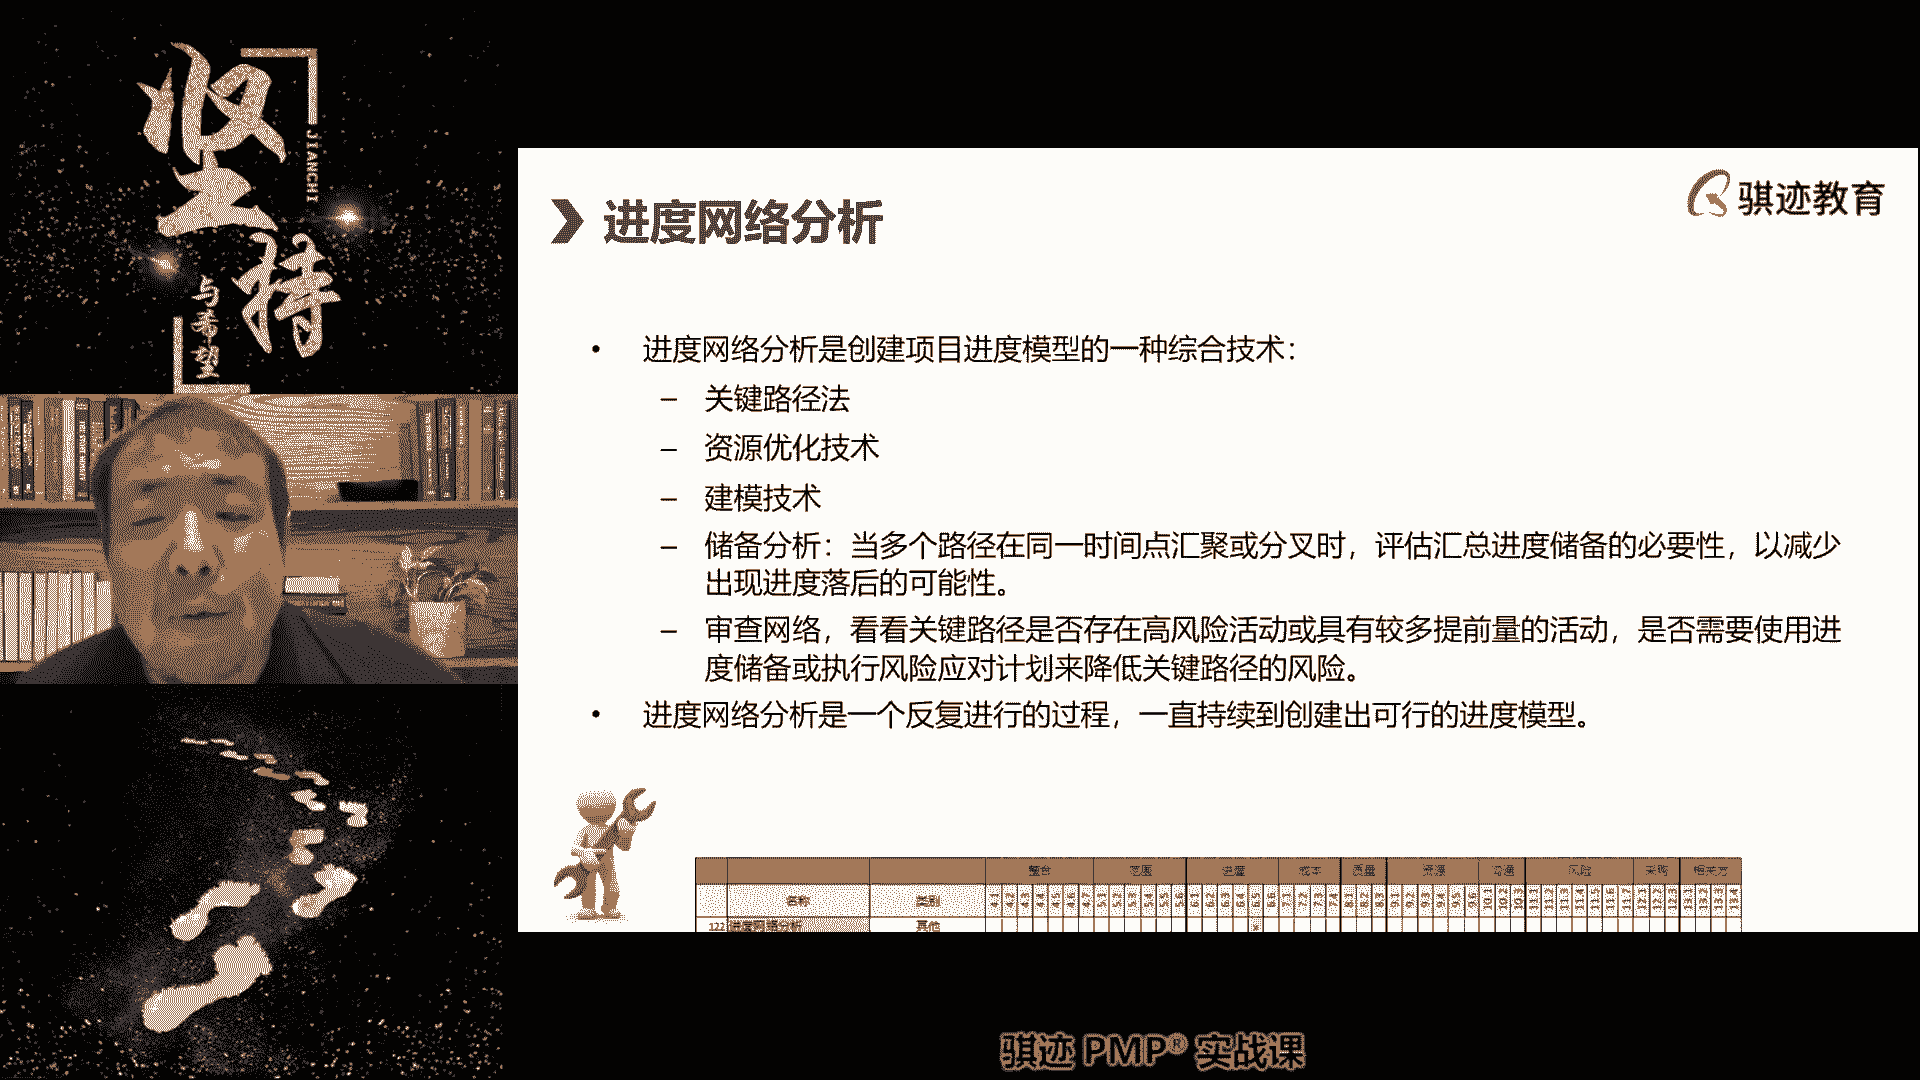 坚持
JIANCHI
与希望
骐迹教育
进度网络分析
• 进度网络分析是创建项目进度模型的一种综合技术：
– 关键路径法
– 资源优化技术
– 建模技术
– 储备分析：当多个路径在同一时间点汇聚或分叉时，评估汇总进度储备的必要性，以减少
出现进度落后的可能性。
– 审查网络，看看关键路径是否存在高风险活动或具有较多提前量的活动，是否需要使用进
度储备或执行风险应对计划来降低关键路径的风险。
• 进度网络分析是一个反复进行的过程，一直持续到创建出可行的进度模型。
整合 范围 进度 成本 质量 资源 沟通 风险 采购 相关方
名称 类别
122 进度网络分析 其他
骐迹 PMP® 实战课